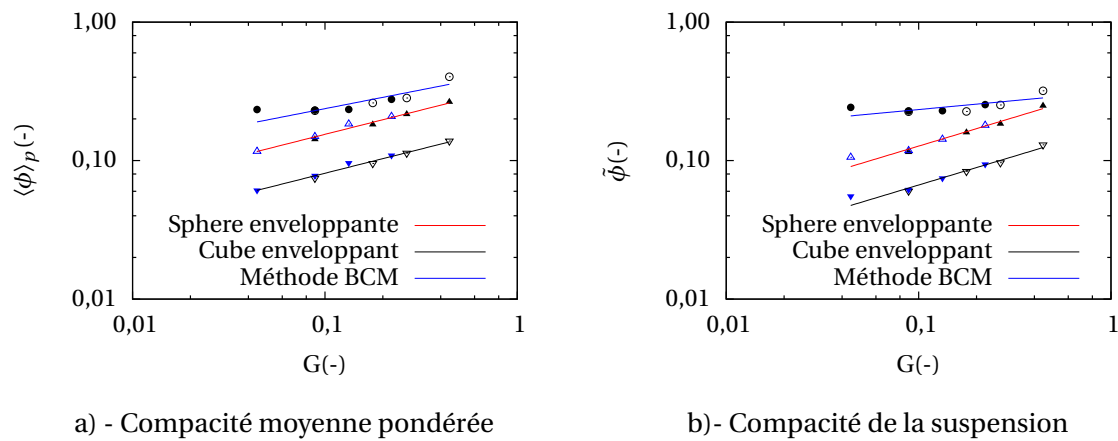 1,00
0,10
0,01
0,01
0,1
1
⟨ϕ⟩p(-)
G(-)
Sphere enveloppante
Cube enveloppant
Méthode BCM
a) - Compacité moyenne pondérée
1,00
0,10
0,01
0,01
0,1
1
ϕ̃(-)
G(-)
Sphere enveloppante
Cube enveloppant
Méthode BCM
b)- Compacité de la suspension